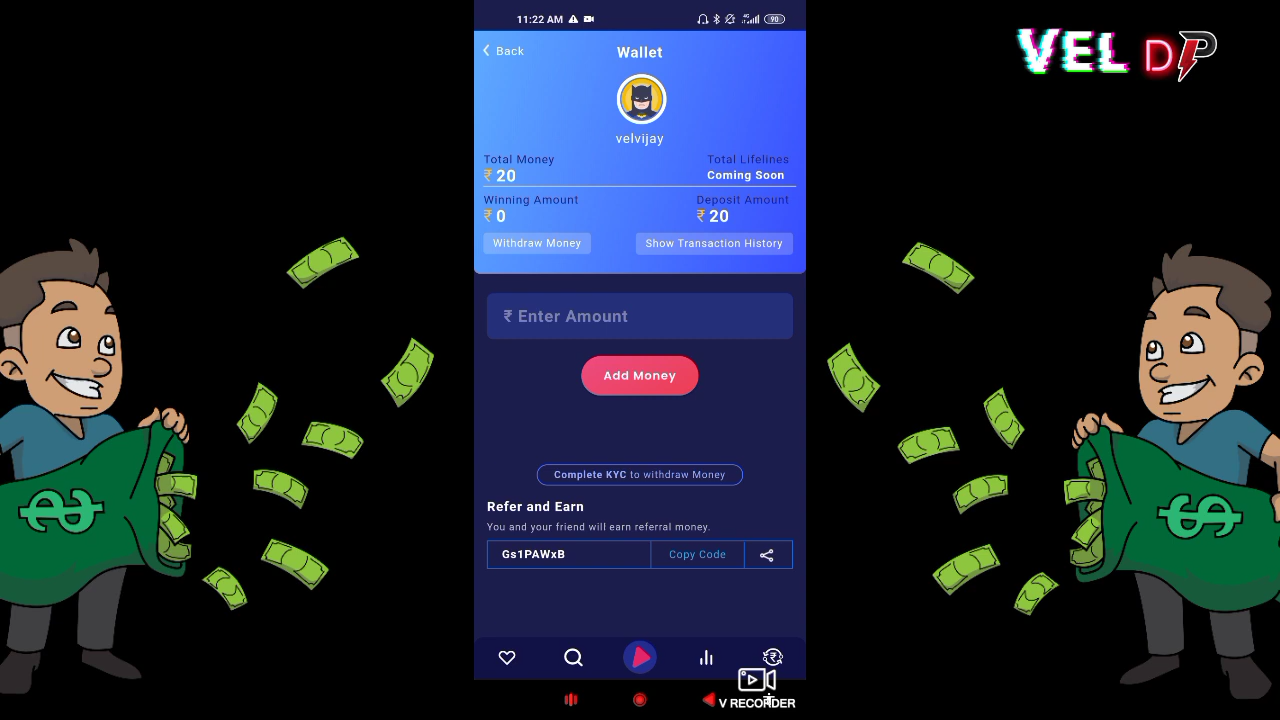 11:22 AM
90
VEL DP
Back
Wallet
velvijay
Total Money
Total Lifelines
₹ 20
Coming Soon
Winning Amount
Deposit Amount
₹ 0
₹ 20
Withdraw Money
Show Transaction History
₹ Enter Amount
Add Money
Complete KYC to withdraw Money
Refer and Earn
You and your friend will earn referral money.
Gs1PAWxB
Copy Code
V RECORDER